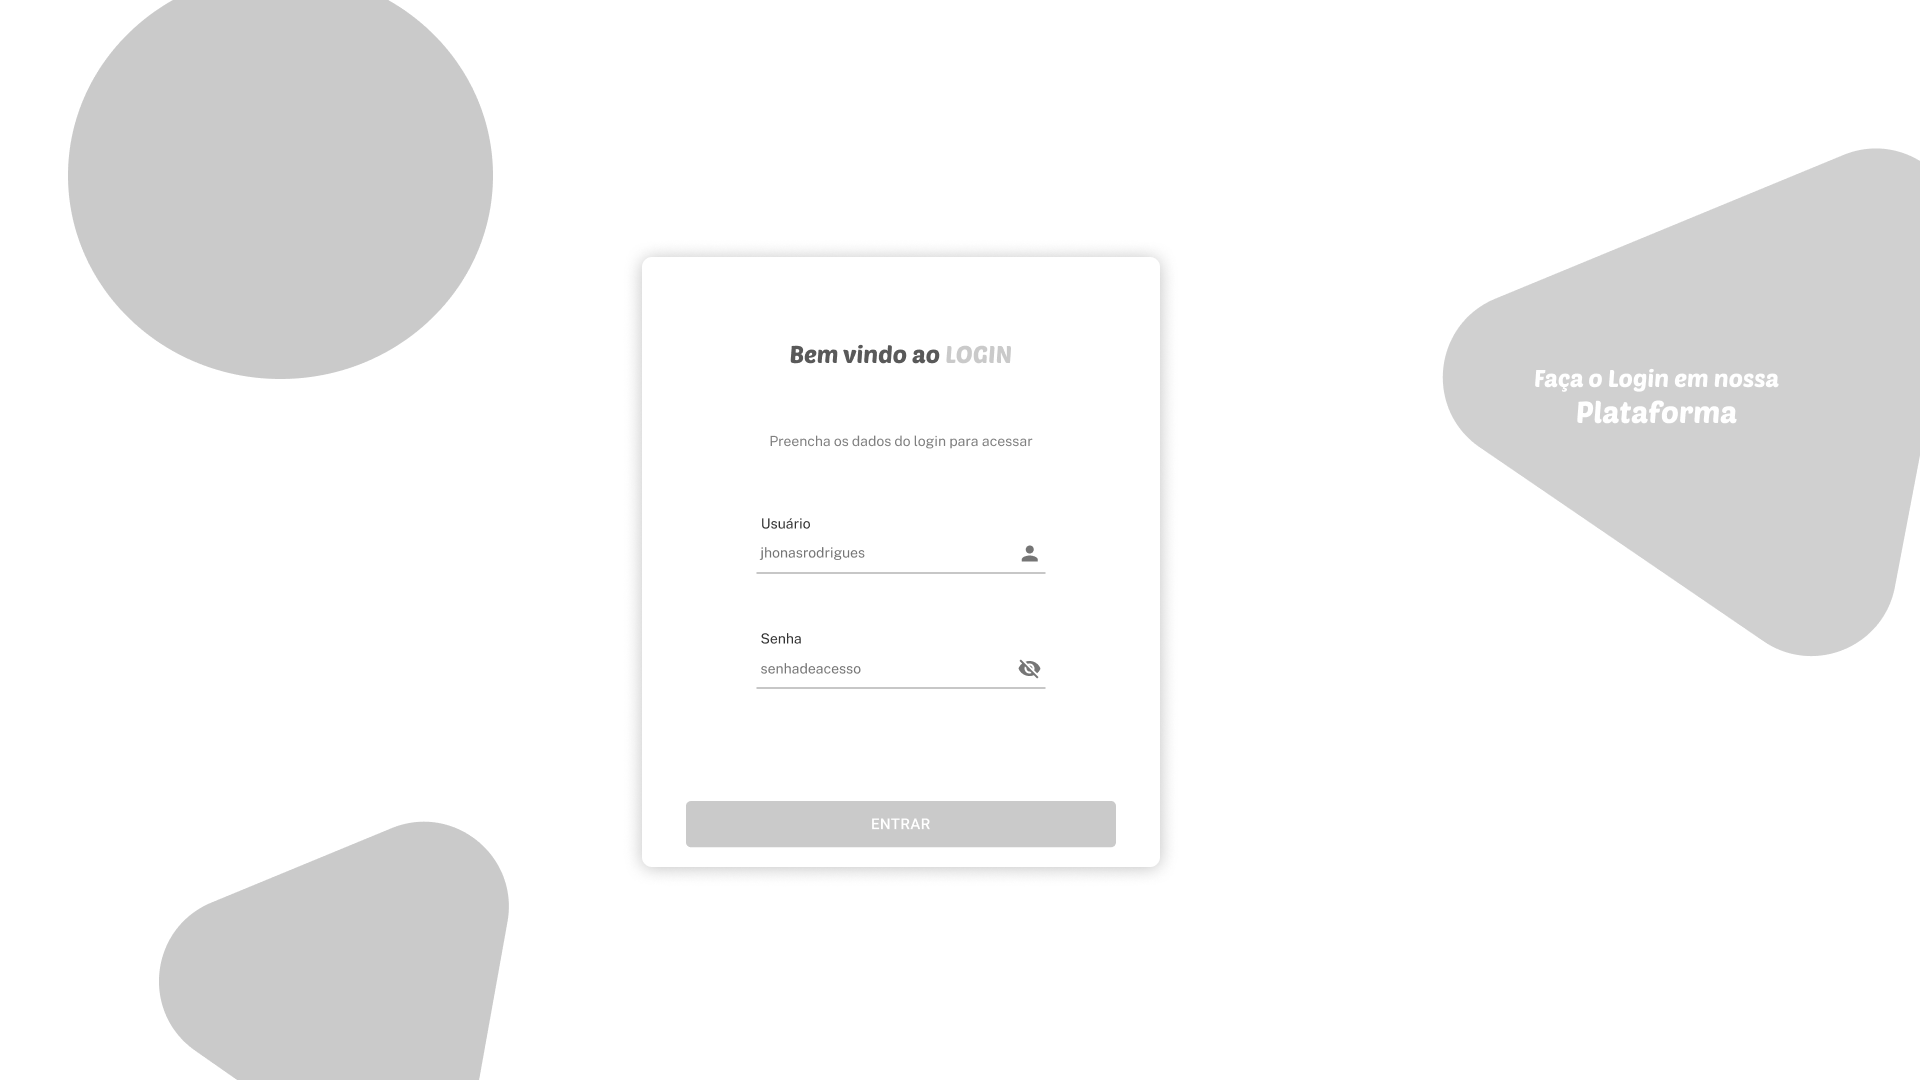 Bem vindo ao LOGIN
Preencha os dados do login para acessar
Usuário
jhonasrodrigues
Senha
senhadeacesso
ENTRAR
Faça o Login em nossa
Plataforma